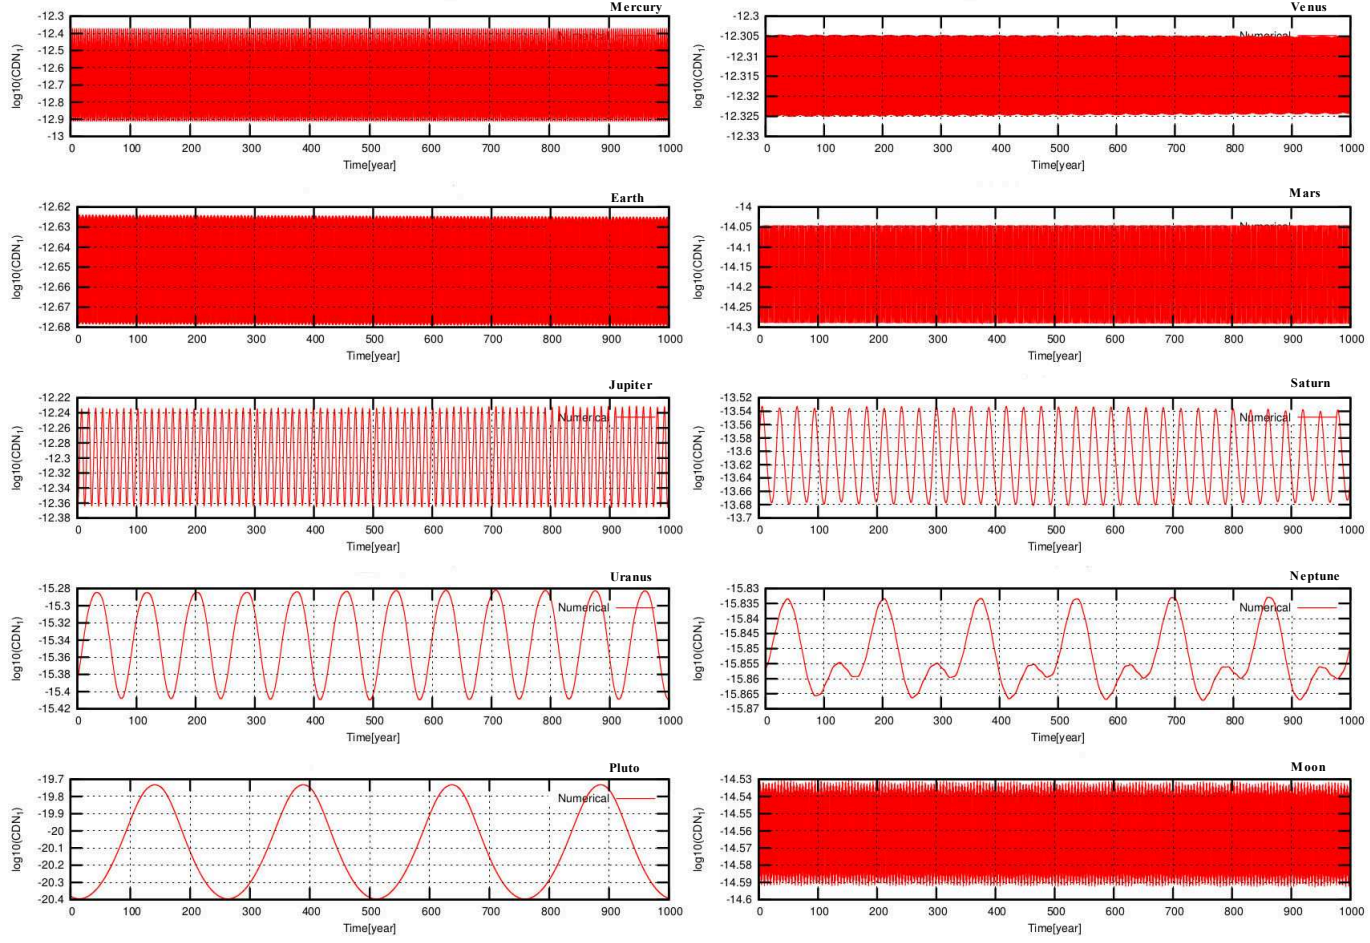 Mercury
log10(CDN1)
-12.3
-12.4
-12.5
-12.6
-12.7
-12.8
-12.9
-13
Numerical
0 100 200 300 400 500 600 700 800 900 1000
Time[year]
Venus
log10(CDN1)
-12.3
-12.305
-12.31
-12.315
-12.32
-12.325
-12.33
Numerical
0 100 200 300 400 500 600 700 800 900 1000
Time[year]
Earth
log10(CDN1)
-12.62
-12.63
-12.64
-12.65
-12.66
-12.67
-12.68
0 100 200 300 400 500 600 700 800 900 1000
Time[year]
Mars
log10(CDN1)
-14
-14.05
-14.1
-14.15
-14.2
-14.25
-14.3
Numerical
0 100 200 300 400 500 600 700 800 900 1000
Time[year]
Jupiter
log10(CDN1)
-12.22
-12.24
-12.26
-12.28
-12.3
-12.32
-12.34
-12.36
-12.38
Numerical
0 100 200 300 400 500 600 700 800 900 1000
Time[year]
Saturn
log10(CDN1)
-13.52
-13.54
-13.56
-13.58
-13.6
-13.62
-13.64
-13.66
-13.68
-13.7
Numerical
0 100 200 300 400 500 600 700 800 900 1000
Time[year]
Uranus
log10(CDN1)
-15.28
-15.3
-15.32
-15.34
-15.36
-15.38
-15.4
-15.42
Numerical
0 100 200 300 400 500 600 700 800 900 1000
Time[year]
Neptune
log10(CDN1)
-15.83
-15.835
-15.84
-15.845
-15.85
-15.855
-15.86
-15.865
-15.87
Numerical
0 100 200 300 400 500 600 700 800 900 1000
Time[year]
Pluto
log10(CDN1)
-19.7
-19.8
-19.9
-20
-20.1
-20.2
-20.3
-20.4
Numerical
0 100 200 300 400 500 600 700 800 900 1000
Time[year]
Moon
log10(CDN1)
-14.53
-14.54
-14.55
-14.56
-14.57
-14.58
-14.59
-14.6
0 100 200 300 400 500 600 700 800 900 1000
Time[year]